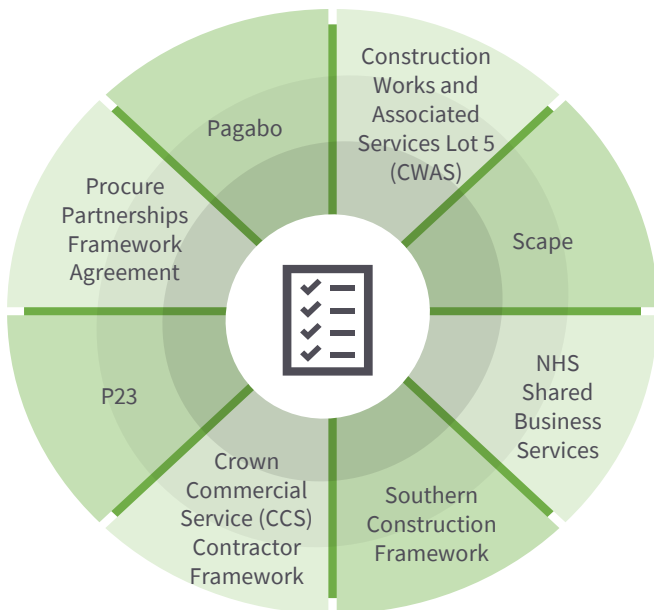 Construction
Works and
Associated
Services Lot 5
(CWAS)
Scape
NHS
Shared
Business
Services
Southern
Construction
Framework
Crown
Commercial
Service (CCS)
Contractor
Framework
P23
Procure
Partnerships
Framework
Agreement
Pagabo